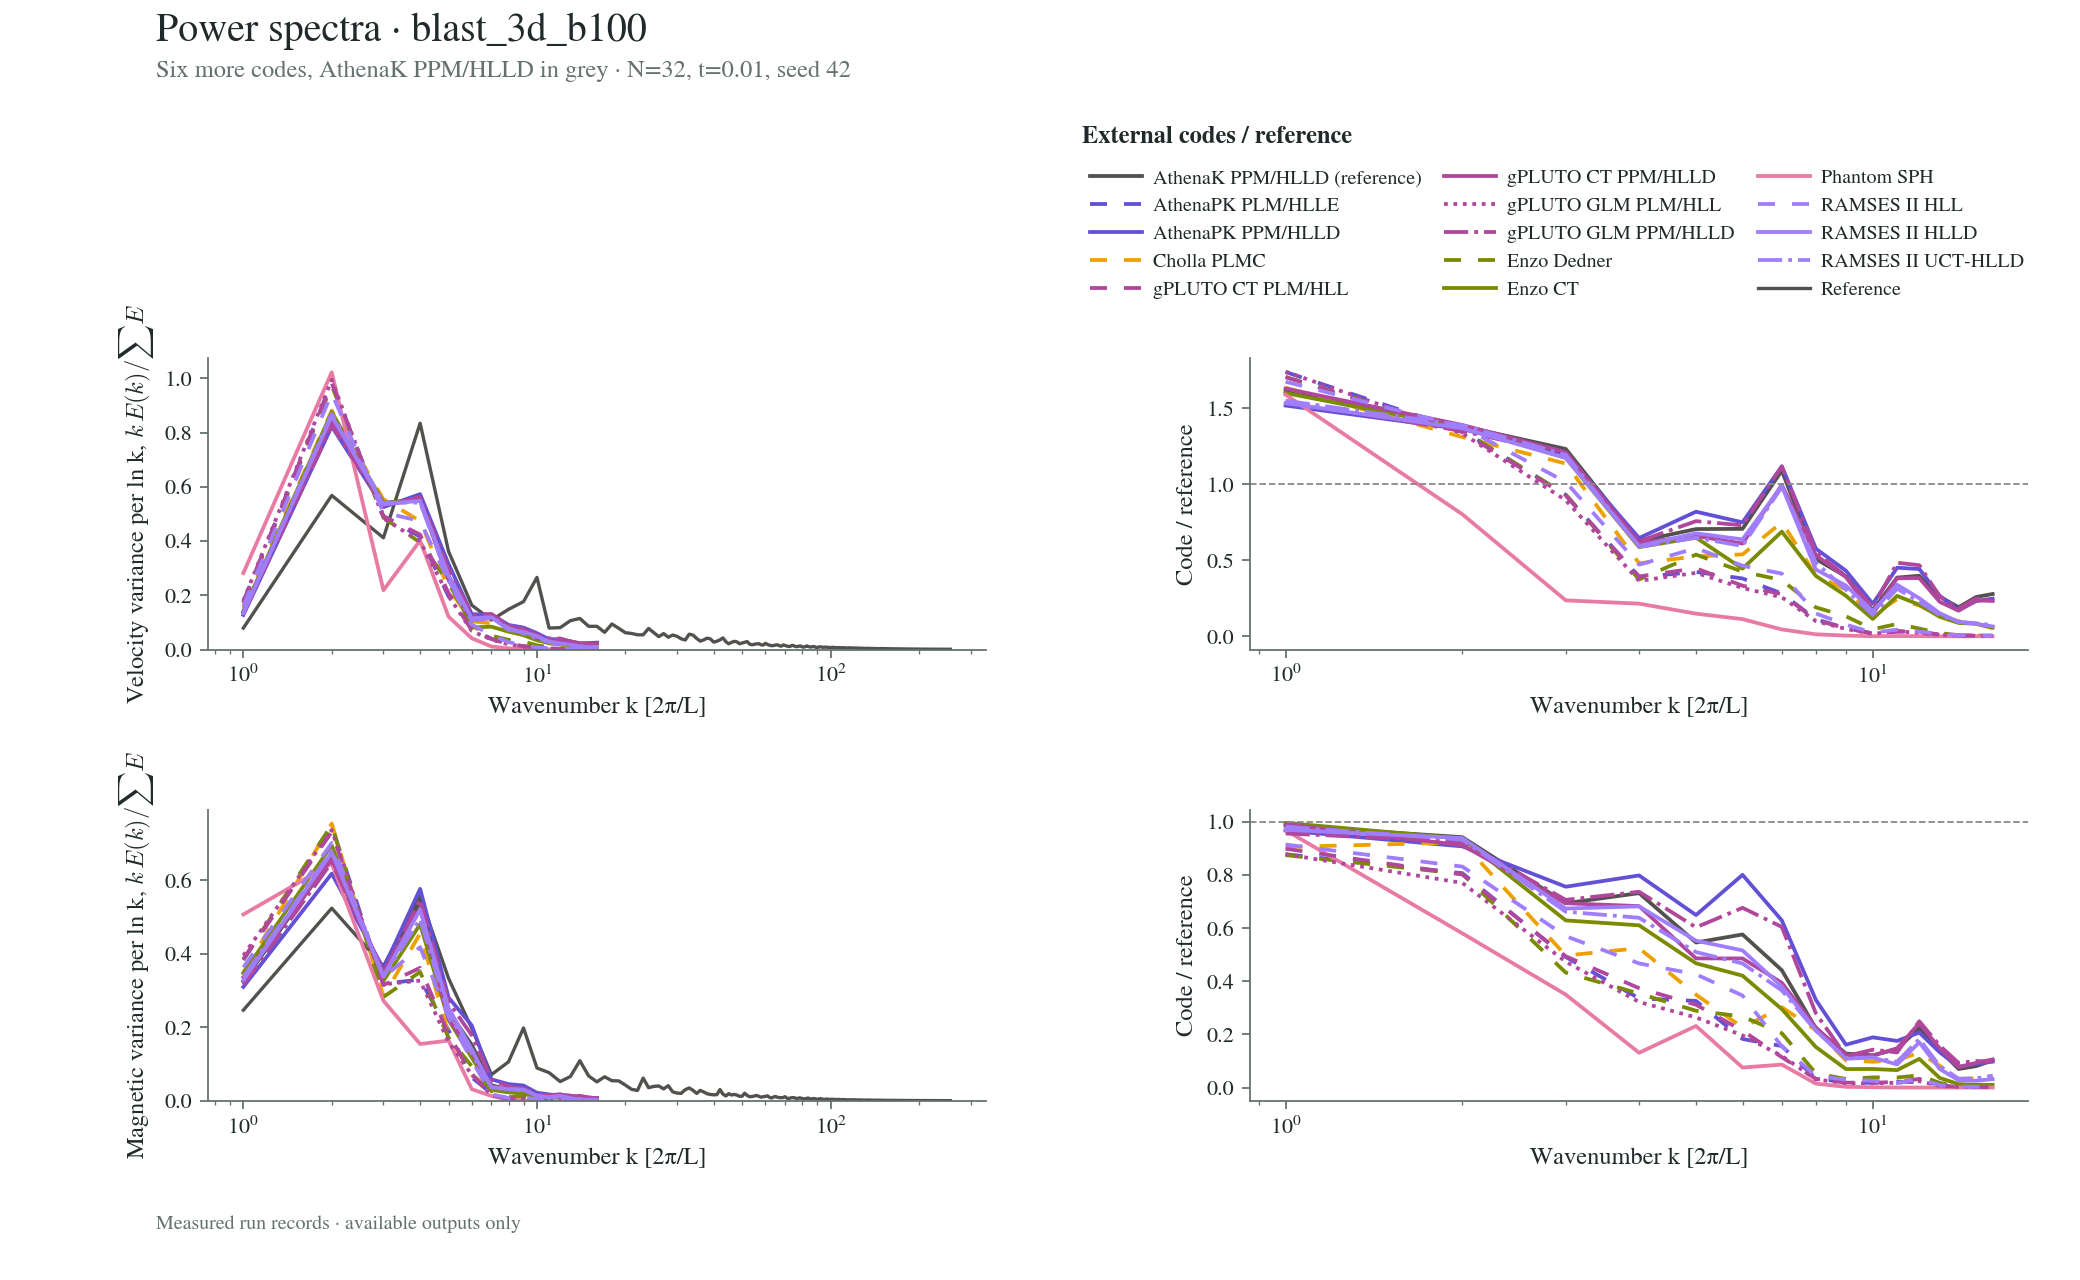 Power spectra · blast_3d_b100
Six more codes, AthenaK PPM/HLLD in grey · N=32, t=0.01, seed 42
External codes / reference
AthenaK PPM/HLLD (reference)
AthenaPK PLM/HLLE
AthenaPK PPM/HLLD
Cholla PLMC
gPLUTO CT PLM/HLL
gPLUTO CT PPM/HLLD
gPLUTO GLM PLM/HLL
gPLUTO GLM PPM/HLLD
Enzo Dedner
Enzo CT
Phantom SPH
RAMSES II HLL
RAMSES II HLLD
RAMSES II UCT-HLLD
Reference
Velocity variance per ln k, k E(k)/∑E
1.0
0.8
0.6
0.4
0.2
0.0
10⁰
10¹
10²
Wavenumber k [2π/L]
Code / reference
1.5
1.0
0.5
0.0
10⁰
10¹
Wavenumber k [2π/L]
Magnetic variance per ln k, k E(k)/∑E
0.6
0.4
0.2
0.0
10⁰
10¹
10²
Wavenumber k [2π/L]
Code / reference
1.0
0.8
0.6
0.4
0.2
0.0
10⁰
10¹
Wavenumber k [2π/L]
Measured run records · available outputs only